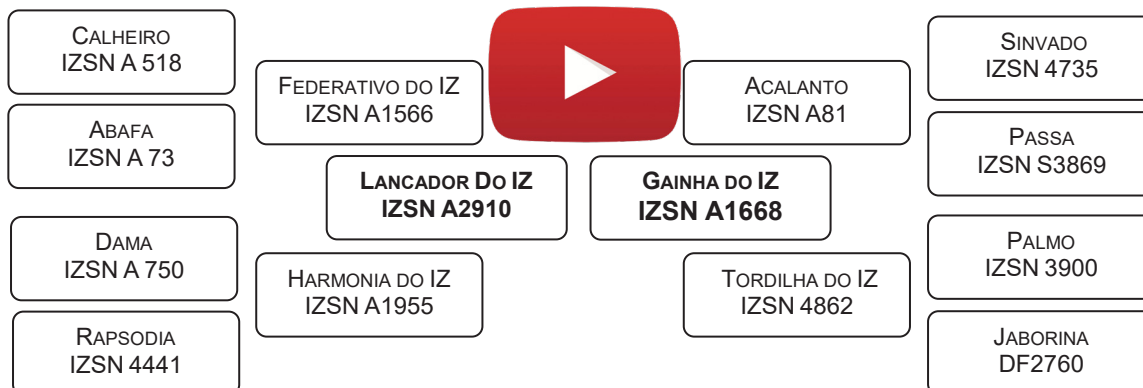 CALHEIRO
IZSN A 518
ABAFA
IZSN A 73
DAMA
IZSN A 750
RAPSODIA
IZSN 4441
FEDERATIVO DO IZ
IZSN A1566
HARMONIA DO IZ
IZSN A1955
LANCADOR DO IZ
IZSN A2910
GAINHA DO IZ
IZSN A1668
ACALANTO
IZSN A81
TORDILHA DO IZ
IZSN 4862
SINVADO
IZSN 4735
PASSA
IZSN S3869
PALMO
IZSN 3900
JABORINA
DF2760